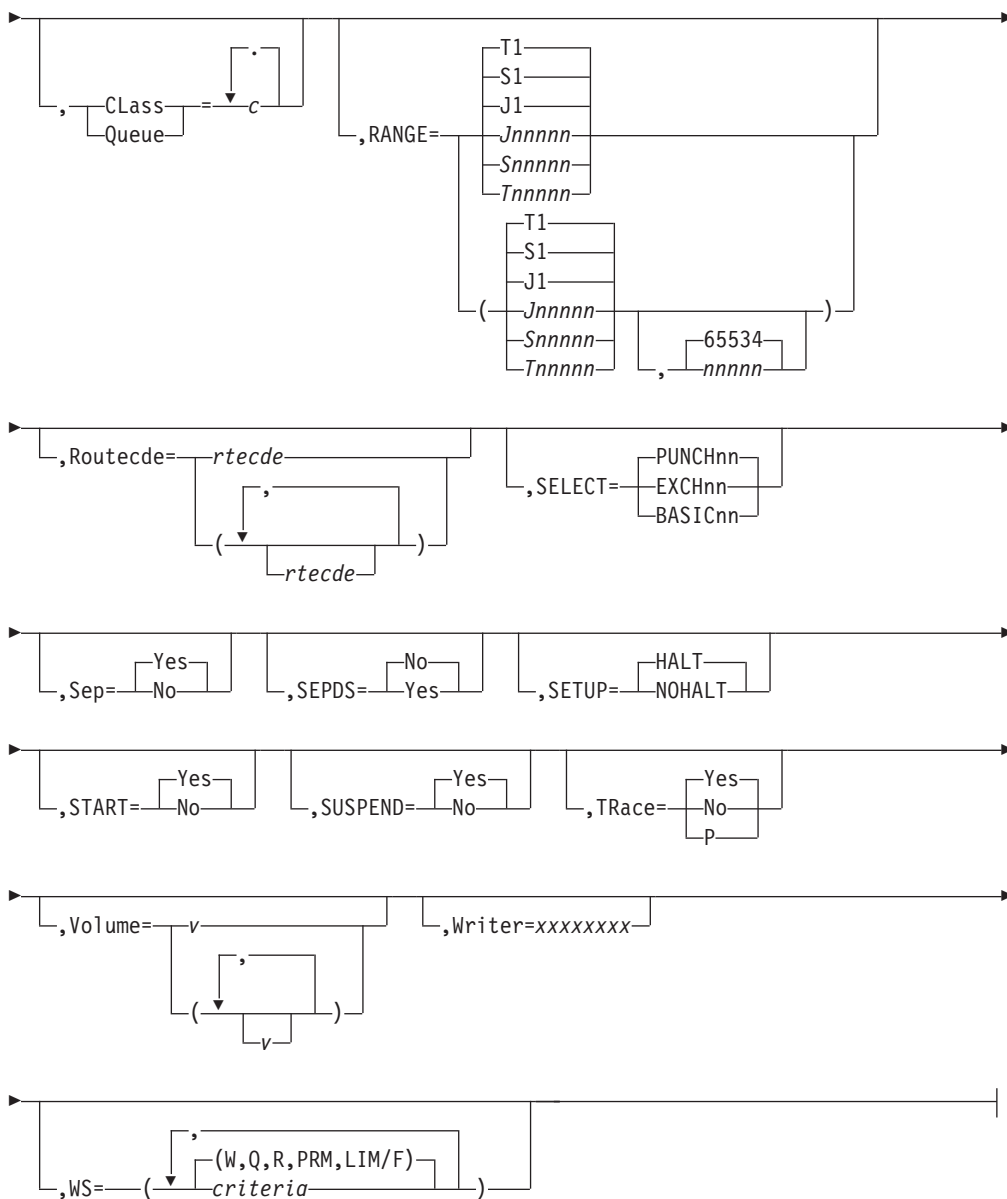 .
, CLass = c
Queue
,RANGE= T1
S1
J1
Jnnnnn
Snnnnn
Tnnnnn
( T1
S1
J1
Jnnnnn )
Snnnnn , 65534
Tnnnnn nnnnn
,Routecde= rtecde
,
( )
rtecde
,SELECT= PUNCHnn
EXCHnn
BASICnn
,Sep= Yes
No
,SEPDS= No
Yes
,SETUP= HALT
NOHALT
,START= Yes
No
,SUSPEND= Yes
No
,TRace= Yes
No
P
,Volume= v
,
( )
v
,Writer=xxxxxxxx
,
(W,Q,R,PRM,LIM/F)
,WS= ( criteria )